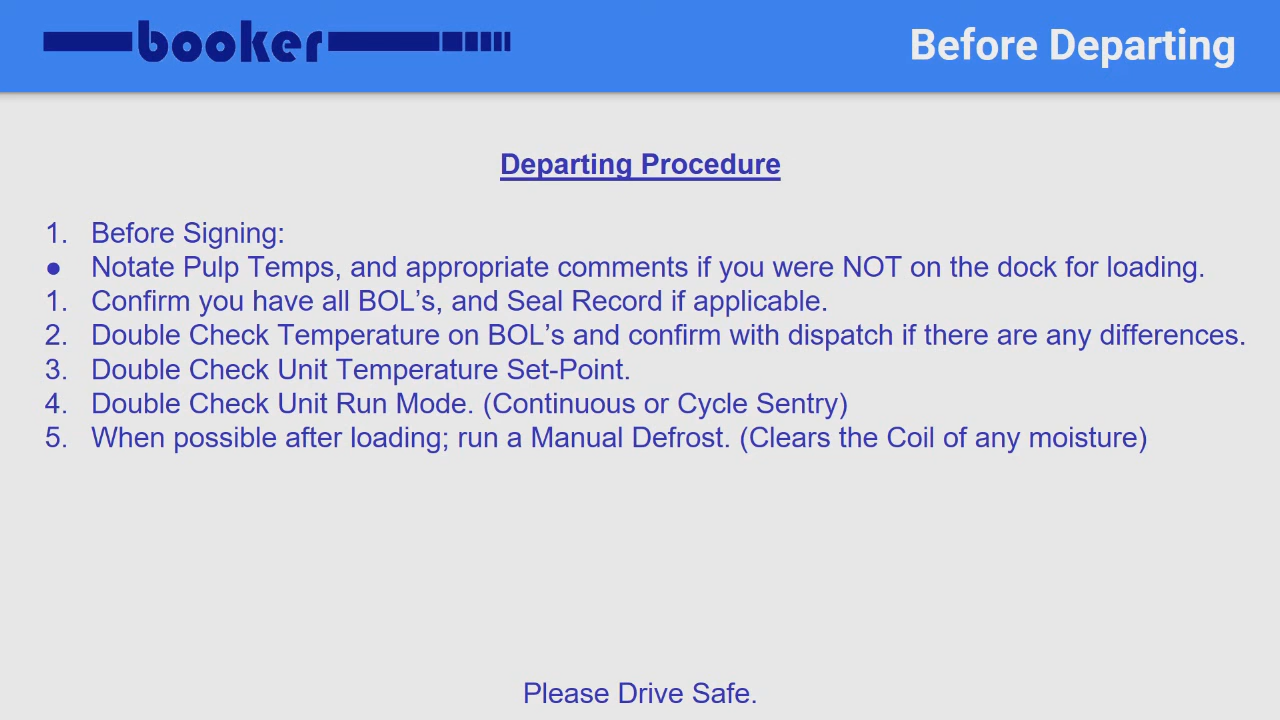 booker
Before Departing
Departing Procedure
1. Before Signing:
● Notate Pulp Temps, and appropriate comments if you were NOT on the dock for loading.
1. Confirm you have all BOL’s, and Seal Record if applicable.
2. Double Check Temperature on BOL’s and confirm with dispatch if there are any differences.
3. Double Check Unit Temperature Set-Point.
4. Double Check Unit Run Mode. (Continuous or Cycle Sentry)
5. When possible after loading; run a Manual Defrost. (Clears the Coil of any moisture)
Please Drive Safe.